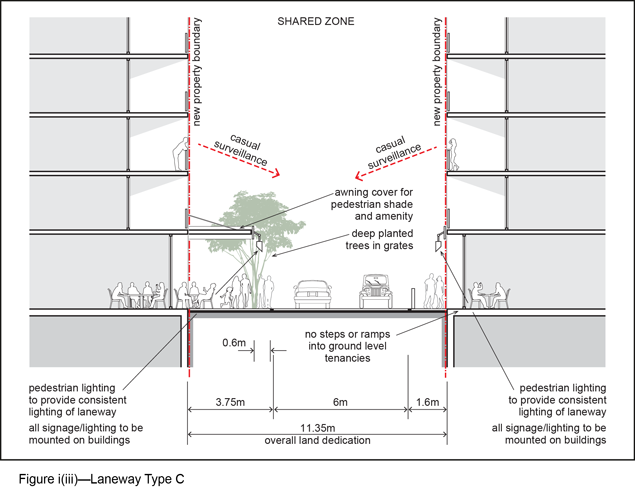 SHARED ZONE
new property boundary
new property boundary
casual
surveillance
casual
surveillance
awning cover for
pedestrian shade
and amenity
deep planted
trees in grates
no steps or ramps
into ground level
tenancies
0.6m
pedestrian lighting
to provide consistent
lighting of laneway
all signage/lighting to be
mounted on buildings
pedestrian lighting
to provide consistent
lighting of laneway
all signage/lighting to be
mounted on buildings
3.75m
6m
1.6m
11.35m
overall land dedication
Figure i(iii)—Laneway Type C